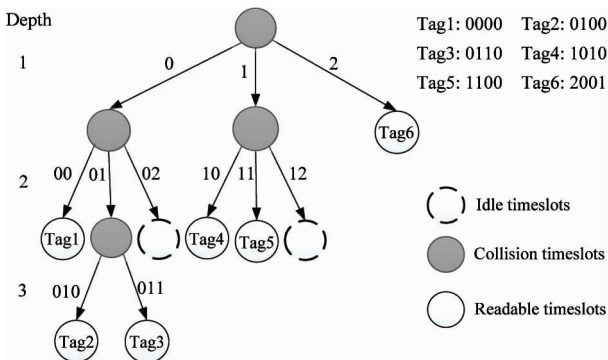 Depth
Tag1: 0000 Tag2: 0100
Tag3: 0110 Tag4: 1010
Tag5: 1100 Tag6: 2001
1
0
1
2
Tag6
2
00
01
02
10
11
12
Tag1
Tag4
Tag5
Idle timeslots
Collision timeslots
Readable timeslots
3
010
011
Tag2
Tag3